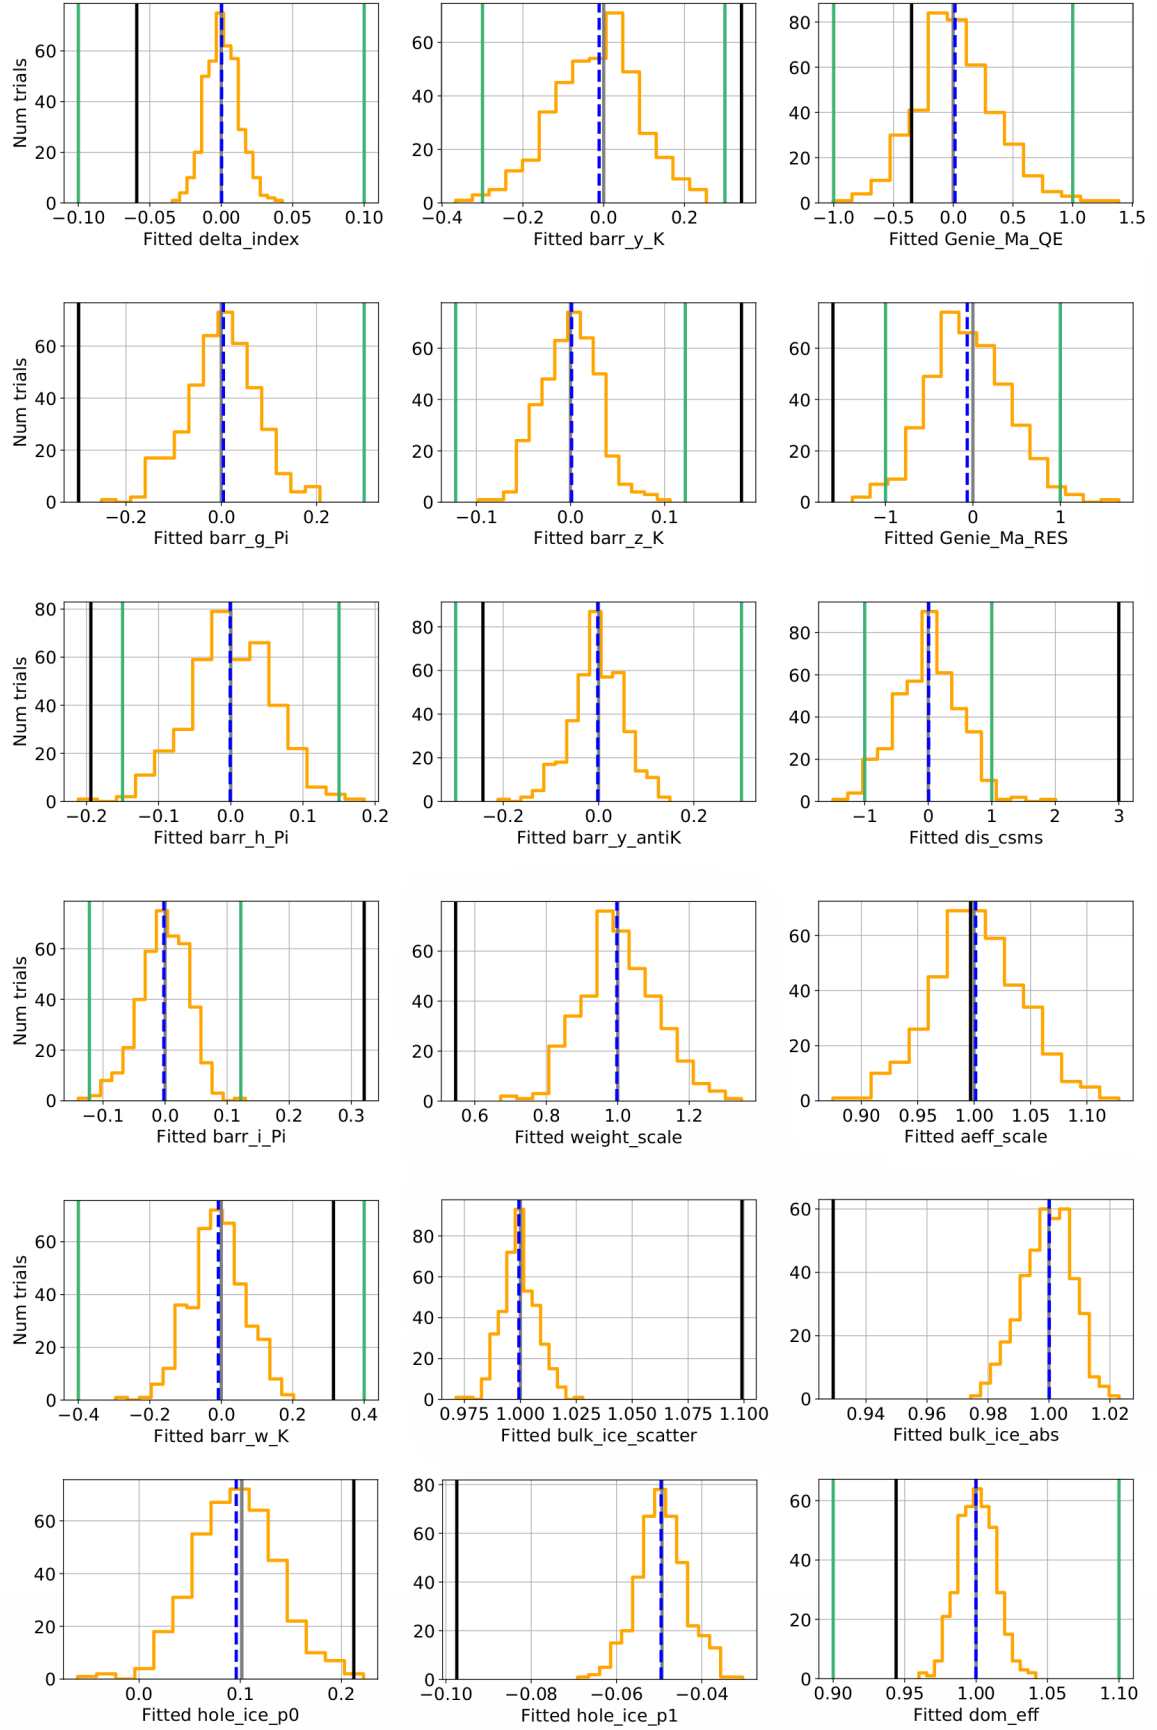 60
40
20
0
Num trials
−0.10 −0.05 0.00 0.05 0.10
Fitted delta_index
60
40
20
0
−0.4 −0.2 0.0 0.2
Fitted barr_y_K
80
60
40
20
0
−1.0 −0.5 0.0 0.5 1.0 1.5
Fitted Genie_Ma_QE
60
40
20
0
Num trials
−0.2 0.0 0.2
Fitted barr_g_Pi
60
40
20
0
−0.1 0.0 0.1
Fitted barr_z_K
60
40
20
0
−1 0 1
Fitted Genie_Ma_RES
80
60
40
20
0
Num trials
−0.2 −0.1 0.0 0.1 0.2
Fitted barr_h_Pi
80
60
40
20
0
−0.2 0.0 0.2
Fitted barr_y_antiK
80
60
40
20
0
−1 0 1 2 3
Fitted dis_csms
60
40
20
0
Num trials
−0.1 0.0 0.1 0.2 0.3
Fitted barr_i_Pi
60
40
20
0
0.6 0.8 1.0 1.2
Fitted weight_scale
60
40
20
0
0.90 0.95 1.00 1.05 1.10
Fitted aeff_scale
60
40
20
0
Num trials
−0.4 −0.2 0.0 0.2 0.4
Fitted barr_w_K
80
60
40
20
0
0.975 1.000 1.025 1.050 1.075 1.100
Fitted bulk_ice_scatter
60
40
20
0
0.94 0.96 0.98 1.00 1.02
Fitted bulk_ice_abs
60
40
20
0
0.0 0.1 0.2
Fitted hole_ice_p0
80
60
40
20
0
−0.10 −0.08 −0.06 −0.04
Fitted hole_ice_p1
60
40
20
0
0.90 0.95 1.00 1.05 1.10
Fitted dom_eff